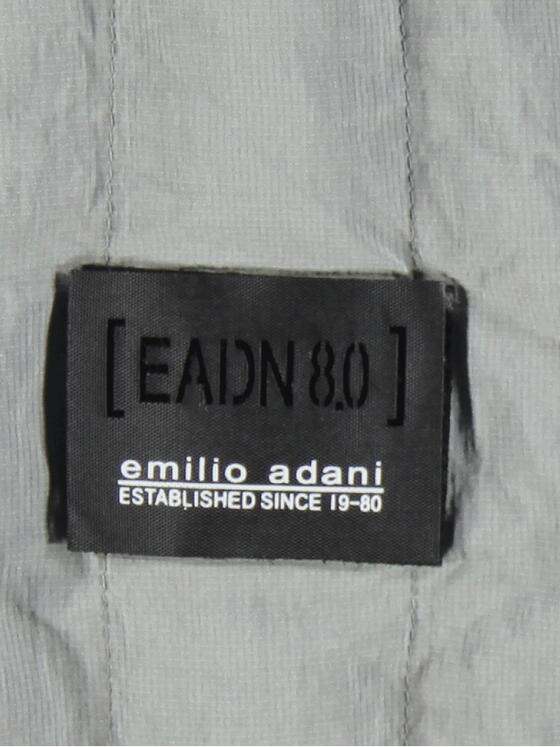 [EADN 8.0]
emilio adani
ESTABLISHED SINCE 19-80